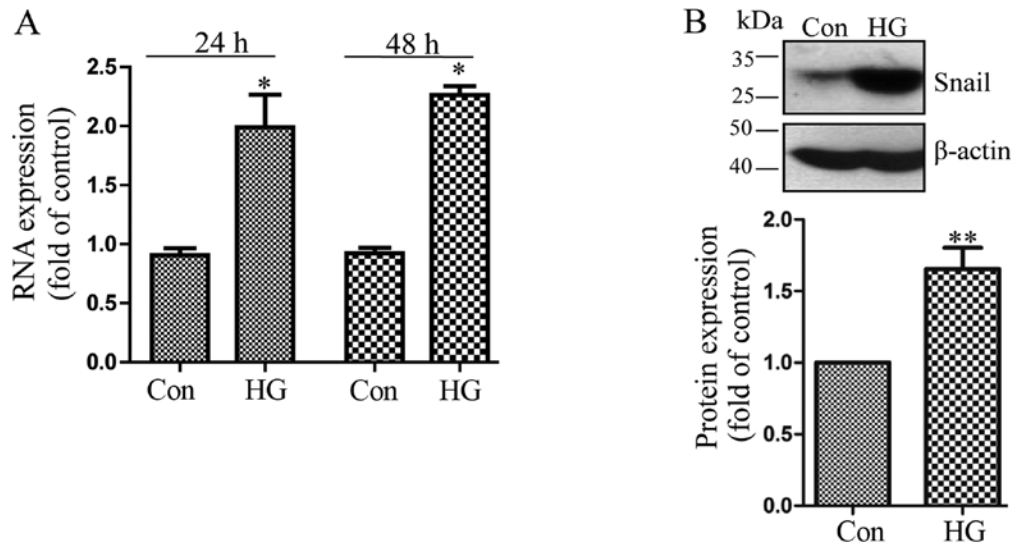 A
24 h
48 h
RNA expression
(fold of control)
2.5
2.0
1.5
1.0
0.5
0.0
*
*
Con
HG
Con
HG
B
kDa
Con
HG
35
25
Snail
50
40
β-actin
Protein expression
(fold of control)
2.0
1.5
1.0
0.5
0.0
**
Con
HG